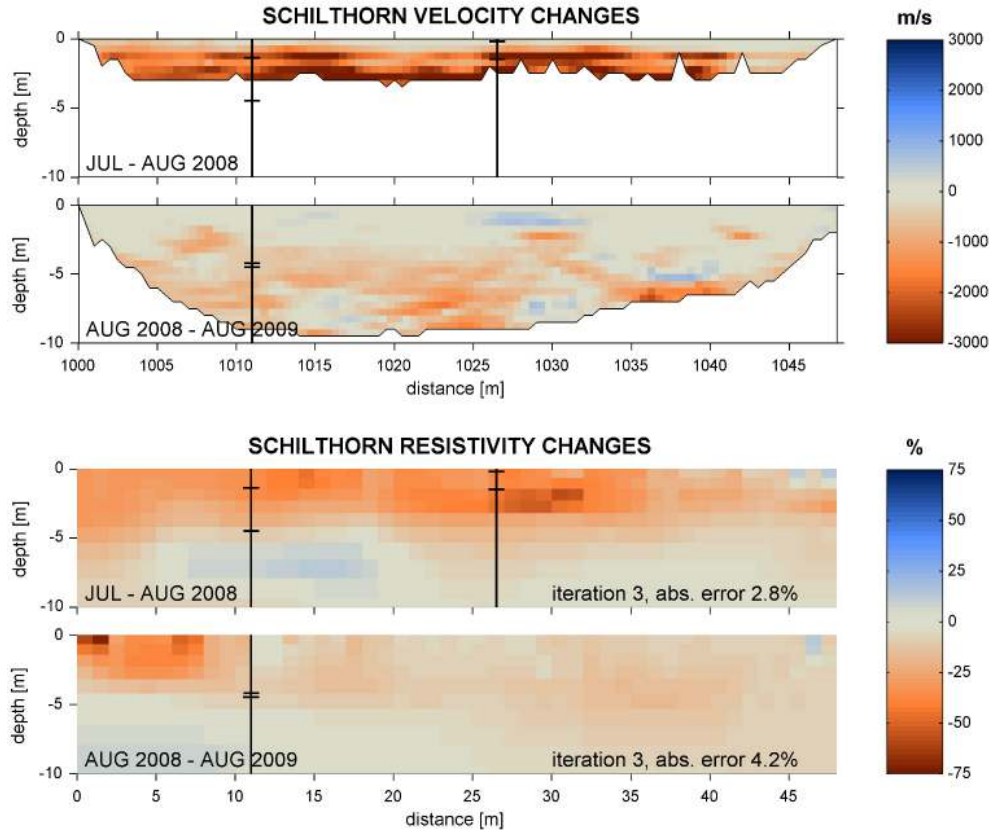 SCHILTHORN VELOCITY CHANGES
m/s
0
-5
-10
depth [m]
JUL - AUG 2008
0
-5
-10
depth [m]
AUG 2008 - AUG 2009
1000 1005 1010 1015 1020 1025 1030 1035 1040 1045
distance [m]
3000
2000
1000
0
-1000
-2000
-3000
SCHILTHORN RESISTIVITY CHANGES
%
0
-5
-10
depth [m]
JUL - AUG 2008
iteration 3, abs. error 2.8%
0
-5
-10
depth [m]
AUG 2008 - AUG 2009
iteration 3, abs. error 4.2%
0 5 10 15 20 25 30 35 40 45
distance [m]
75
50
25
0
-25
-50
-75